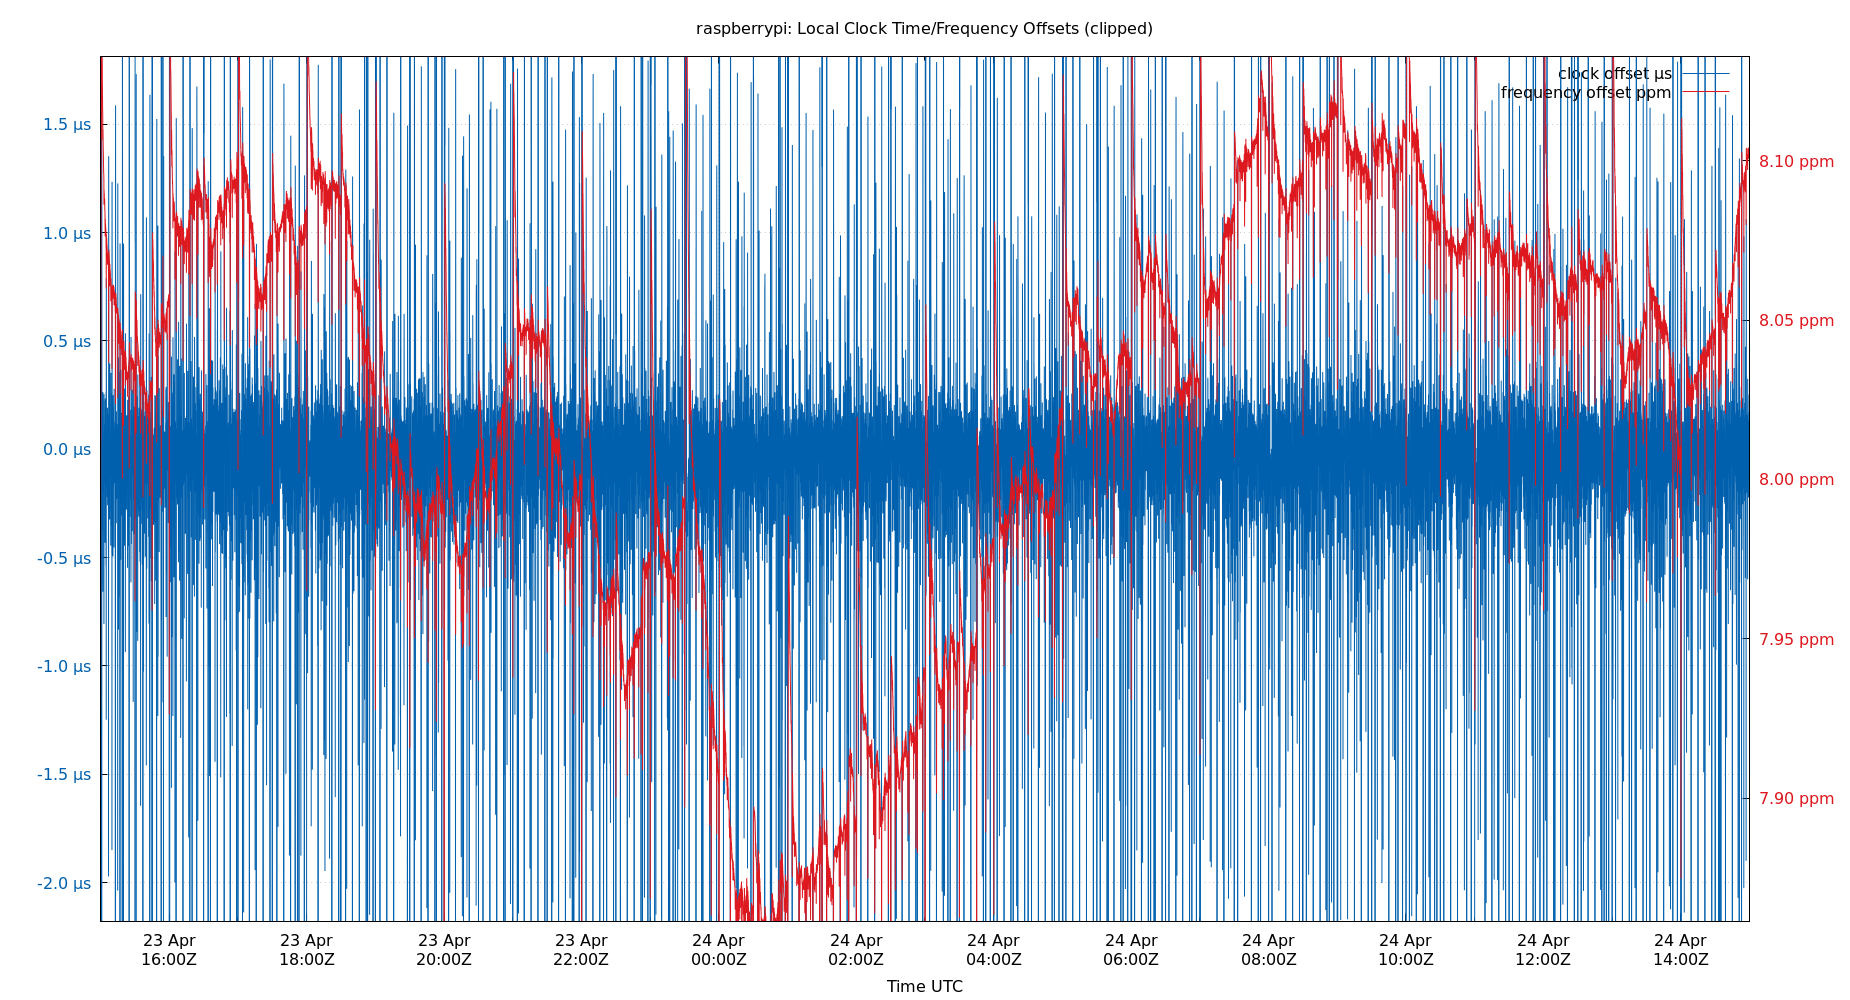 raspberrypi: Local Clock Time/Frequency Offsets (clipped)
clock offset µs
frequency offset ppm
1.5 µs
1.0 µs
0.5 µs
0.0 µs
-0.5 µs
-1.0 µs
-1.5 µs
-2.0 µs
8.10 ppm
8.05 ppm
8.00 ppm
7.95 ppm
7.90 ppm
23 Apr 23 Apr 23 Apr 23 Apr 24 Apr 24 Apr 24 Apr 24 Apr 24 Apr 24 Apr 24 Apr 24 Apr
16:00Z 18:00Z 20:00Z 22:00Z 00:00Z 02:00Z 04:00Z 06:00Z 08:00Z 10:00Z 12:00Z 14:00Z
Time UTC